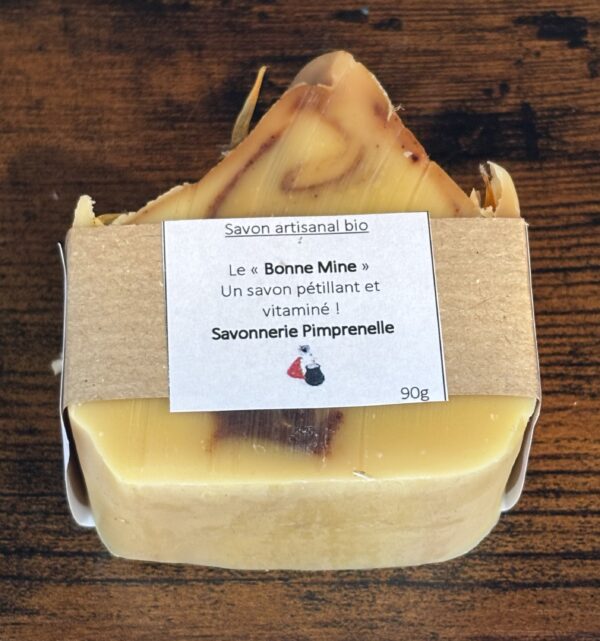 Savon artisanal bio
Le « Bonne Mine »
Un savon pétillant et
vitaminé !
Savonnerie Pimprenelle
90g